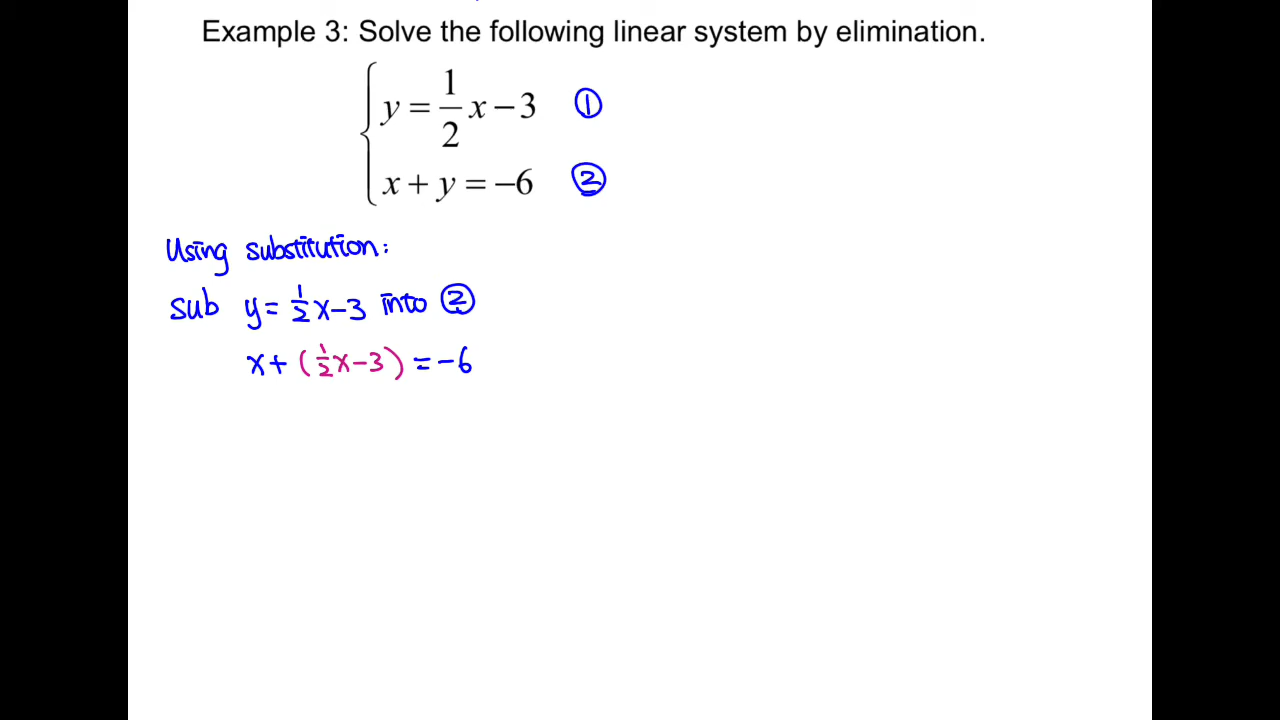 Example 3: Solve the following linear system by elimination.
y = 1/2 x − 3 ①
x + y = −6 ②
Using substitution:
sub y = 1/2 x − 3 into ②
x + (1/2 x − 3) = −6